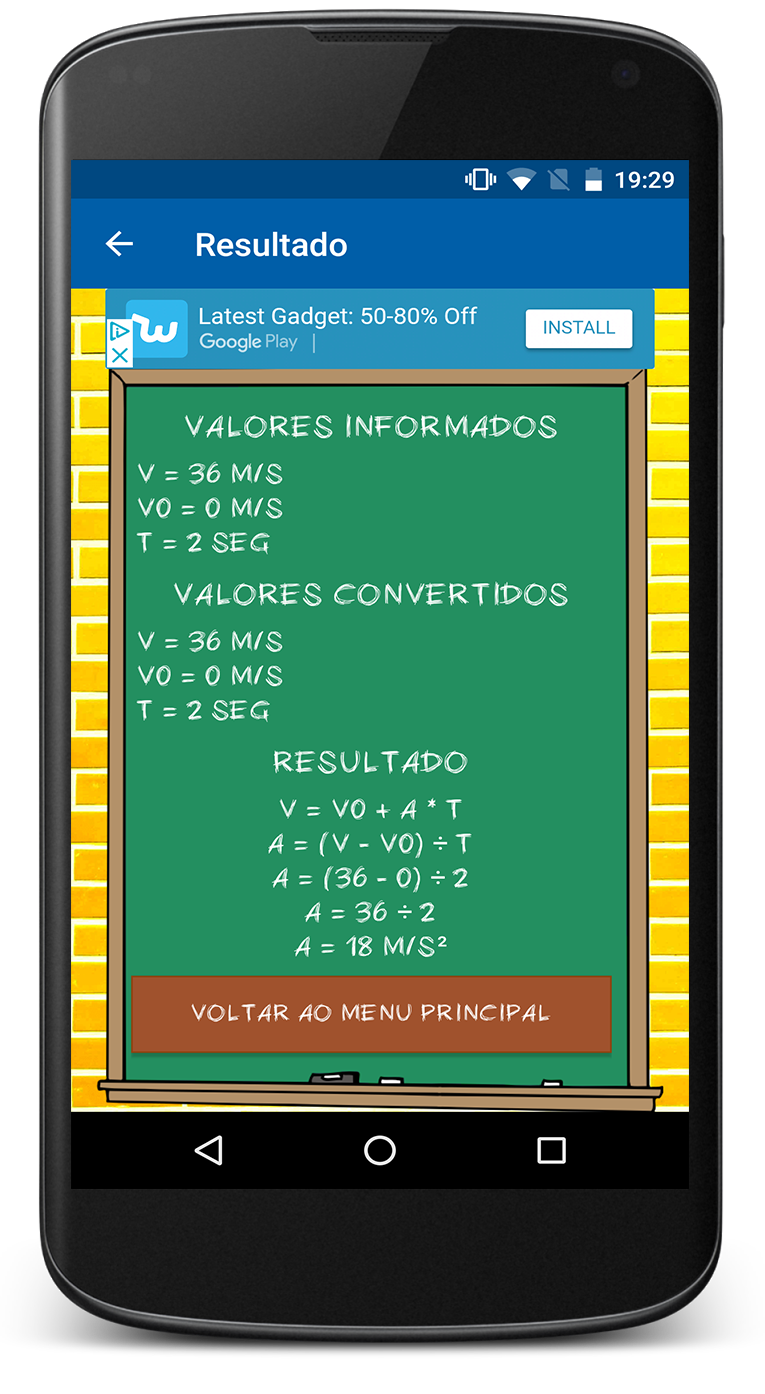 19:29
Resultado
Latest Gadget: 50-80% Off
Google Play
INSTALL
VALORES INFORMADOS
V = 36 M/S
V0 = 0 M/S
T = 2 SEG
VALORES CONVERTIDOS
V = 36 M/S
V0 = 0 M/S
T = 2 SEG
RESULTADO
V = V0 + A * T
A = (V - V0) ÷ T
A = (36 - 0) ÷ 2
A = 36 ÷ 2
A = 18 M/S²
VOLTAR AO MENU PRINCIPAL